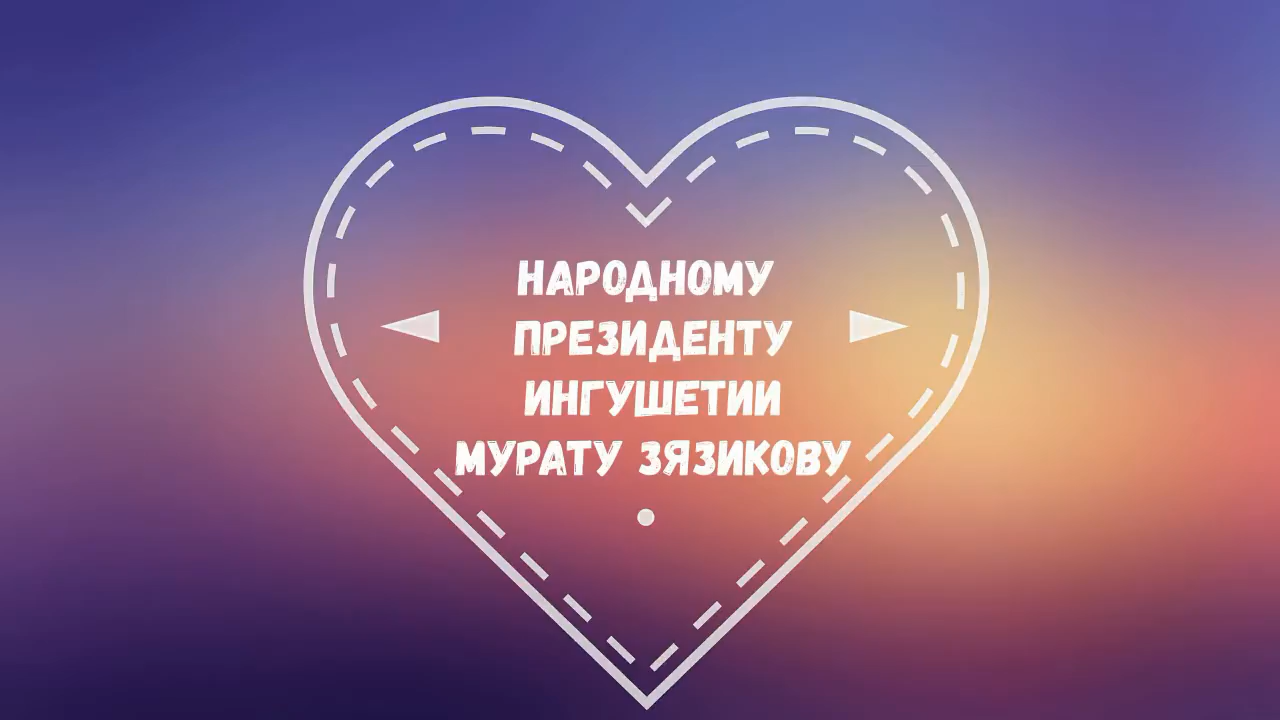 НАРОДНОМУ
ПРЕЗИДЕНТУ
ИНГУШЕТИИ
МУРАТУ ЗЯЗИКОВУ